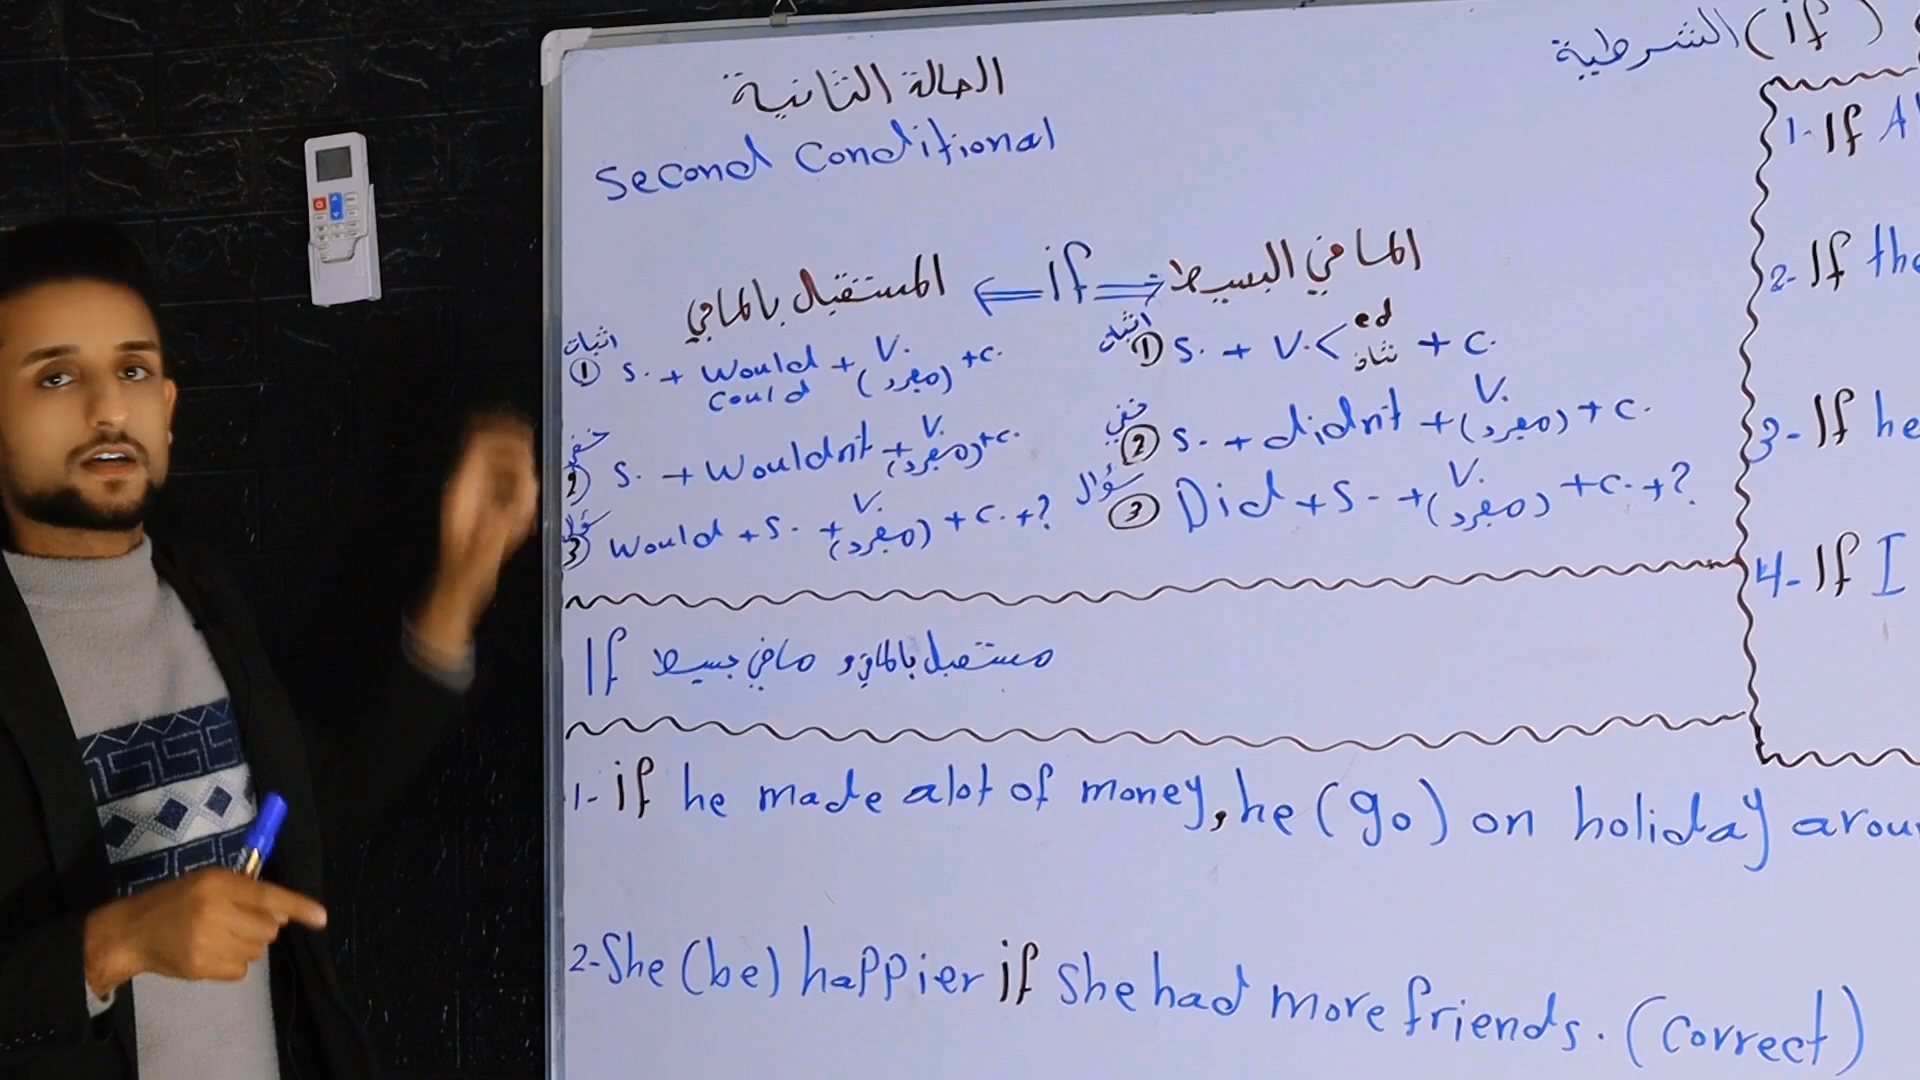 (if) الشرطية
الحالة الثانية
Second Conditional
الماضي البسيط ⇐ if ⇒ المستقبل بالماضي
اثبات
① S. + V. < ed شاذ + C.
نفي
② S. + didn't + V. (مجرد) + C.
سؤال
③ Did + S. + V. (مجرد) + C. + ?
اثبات
① S. + would could + V. (مجرد) + C.
نفي
② S. + wouldn't + V. (مجرد) + C.
سؤال
③ Would + S. + V. (مجرد) + C. + ?
If ماضي بسيط و مستقبل بالماضي
1- if he made alot of money, he (go) on holiday arou
2- She (be) happier if she had more friends. (correct)
1- If A
2- If the
3- If he
4- If I